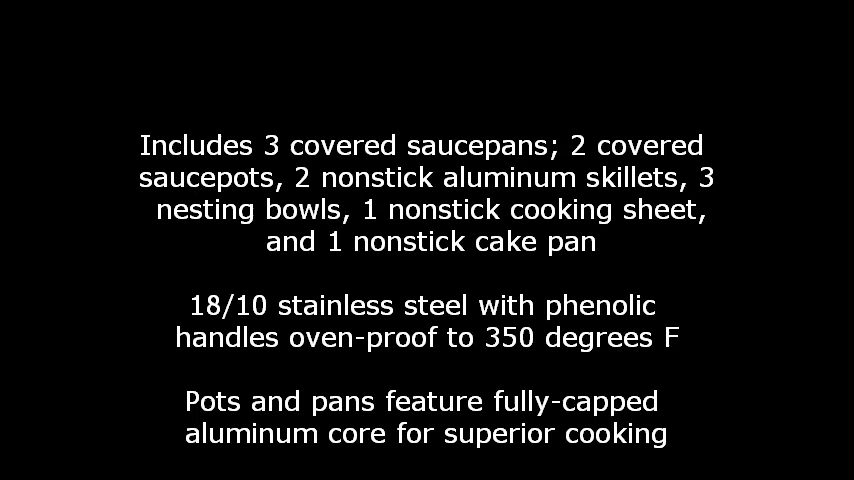 Includes 3 covered saucepans; 2 covered
saucepots, 2 nonstick aluminum skillets, 3
nesting bowls, 1 nonstick cooking sheet,
and 1 nonstick cake pan
18/10 stainless steel with phenolic
handles oven-proof to 350 degrees F
Pots and pans feature fully-capped
aluminum core for superior cooking